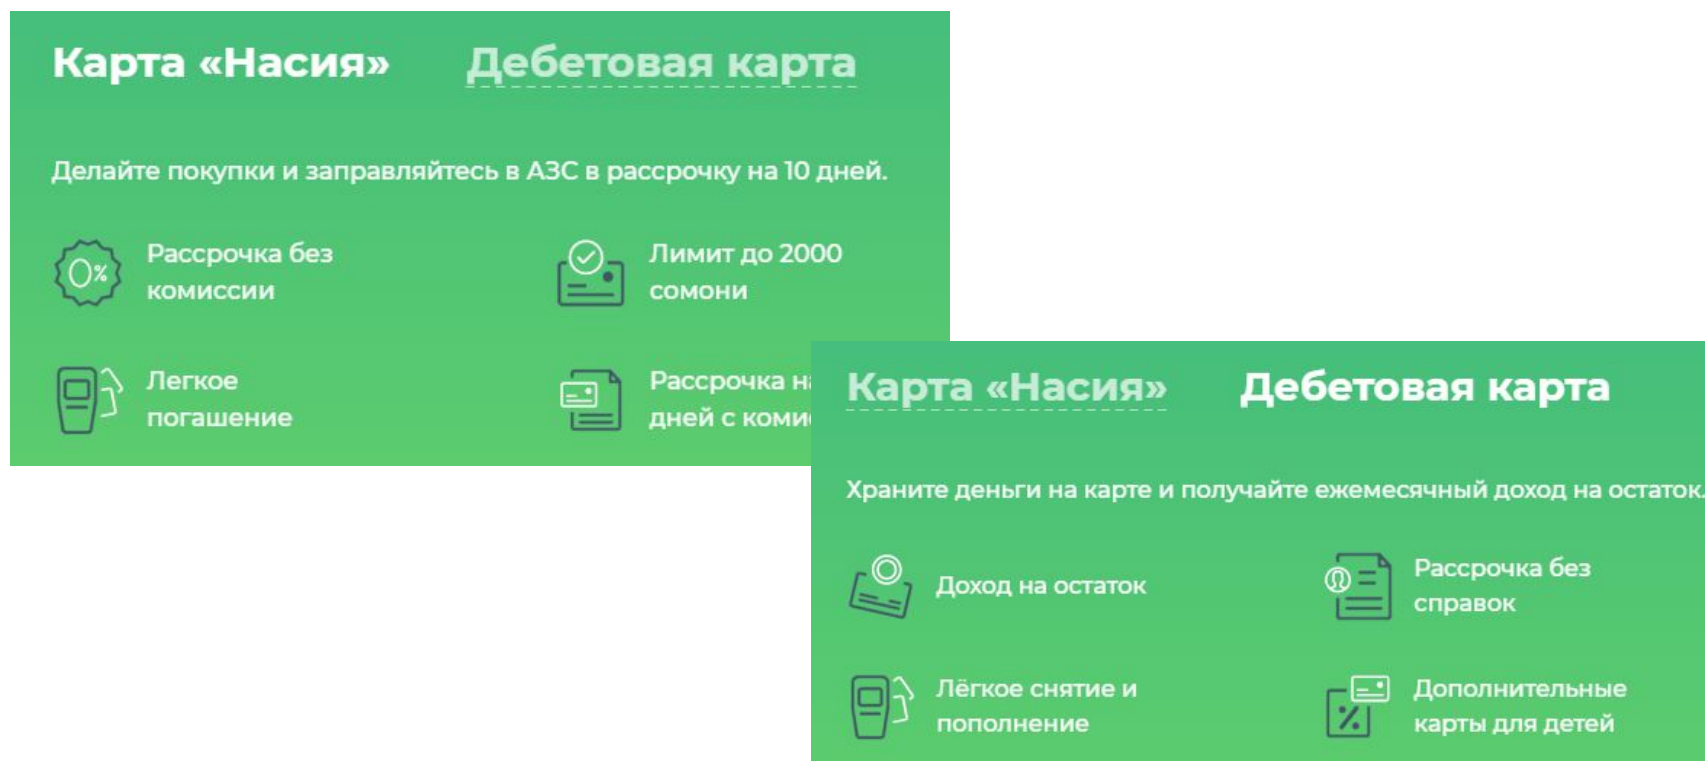 Карта «Насия» Дебетовая карта
Делайте покупки и заправляйтесь в АЗС в рассрочку на 10 дней.
0%
Рассрочка без
комиссии
Лимит до 2000
сомони
Легкое
погашение
Рассрочка
дней с
Карта «Насия» Дебетовая карта
Храните деньги на карте и получайте ежемесячный доход на остаток.
Доход на остаток
Рассрочка без
справок
Лёгкое снятие и
пополнение
Дополнительные
карты для детей